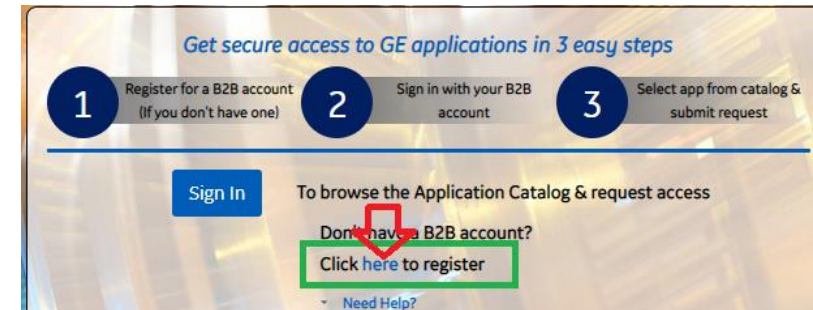 Get secure access to GE applications in 3 easy steps
1
Register for a B2B account
(If you don't have one)
2
Sign in with your B2B
account
3
Select app from catalog &
submit request
Sign In
To browse the Application Catalog & request access
Don't have a B2B account?
Click here to register
Need Help?